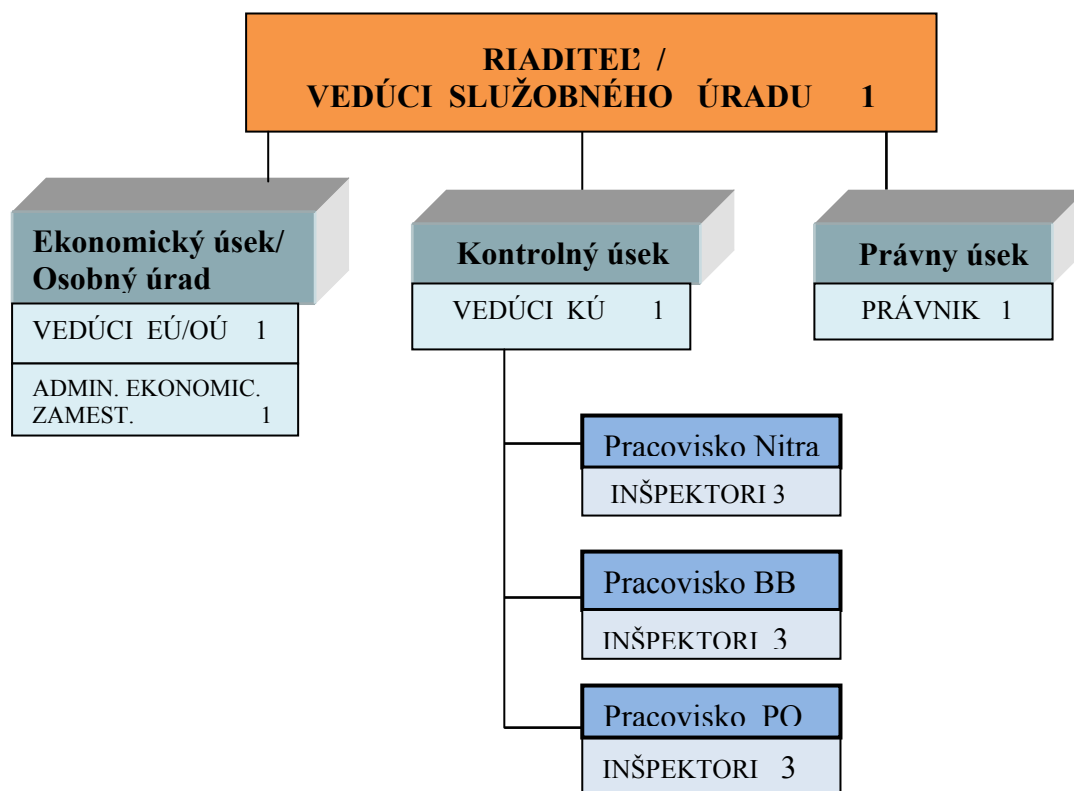 RIADITEĽ /
VEDÚCI SLUŽOBNÉHO ÚRADU 1
Ekonomický úsek/
Osobný úrad
VEDÚCI EÚ/OÚ 1
ADMIN. EKONOMIC.
ZAMEST. 1
Kontrolný úsek
VEDÚCI KÚ 1
Právny úsek
PRÁVNIK 1
Pracovisko Nitra
INŠPEKTORI 3
Pracovisko BB
INŠPEKTORI 3
Pracovisko PO
INŠPEKTORI 3